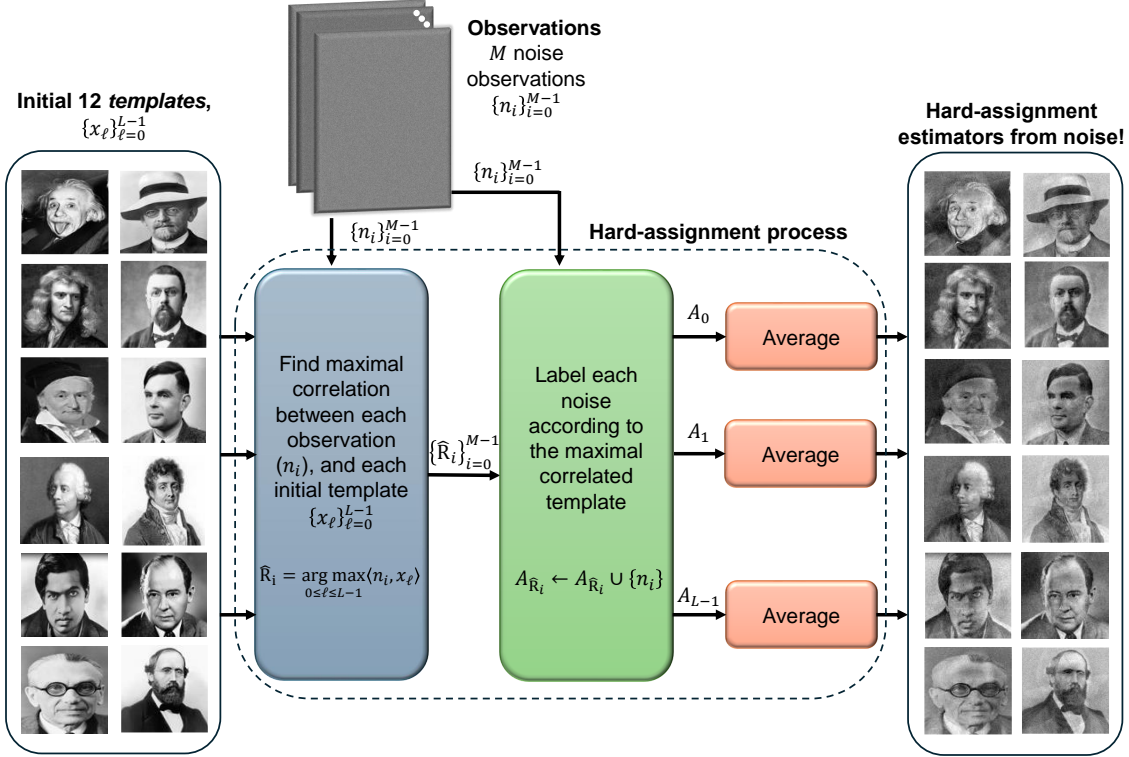 Observations
M noise
observations
{n_i}_{i=0}^{M-1}
Initial 12 templates,
{x_ℓ}_{ℓ=0}^{L-1}
Hard-assignment
estimators from noise!
{n_i}_{i=0}^{M-1}
{n_i}_{i=0}^{M-1}
Hard-assignment process
Find maximal
correlation
between each
observation
(n_i), and each
initial template
{x_ℓ}_{ℓ=0}^{L-1}
R̂_i = arg max⟨n_i, x_ℓ⟩
0≤ℓ≤L−1
{R̂_i}_{i=0}^{M-1}
Label each
noise
according to
the maximal
correlated
template
A_{R̂_i} ← A_{R̂_i} ∪ {n_i}
A_0
Average
A_1
Average
A_{L−1}
Average